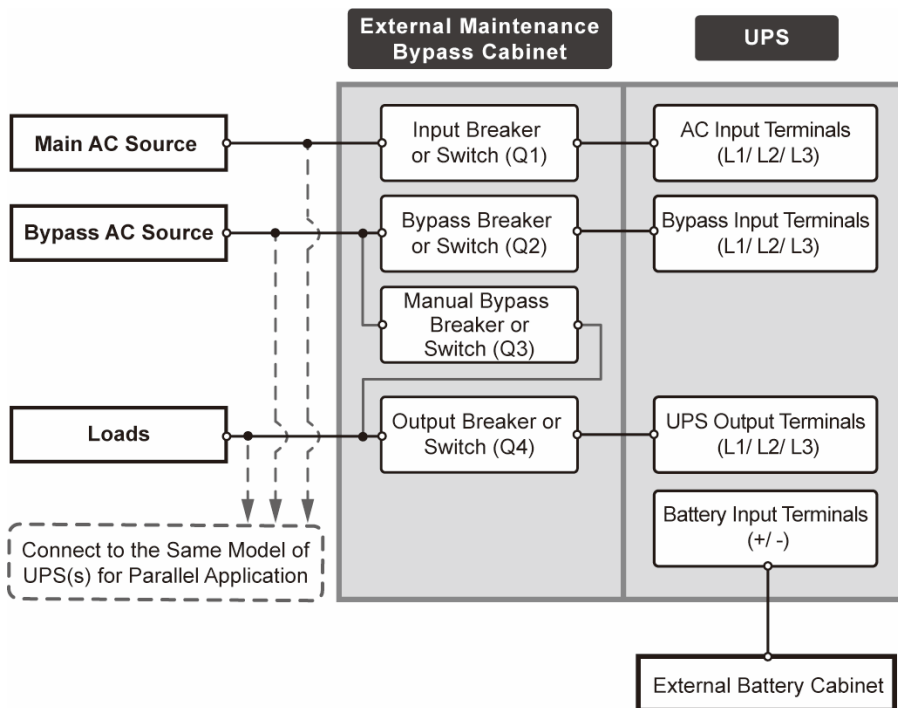 External Maintenance
Bypass Cabinet
UPS
Main AC Source
Input Breaker
or Switch (Q1)
AC Input Terminals
(L1/ L2/ L3)
Bypass AC Source
Bypass Breaker
or Switch (Q2)
Bypass Input Terminals
(L1/ L2/ L3)
Manual Bypass
Breaker or
Switch (Q3)
Loads
Output Breaker or
Switch (Q4)
UPS Output Terminals
(L1/ L2/ L3)
Battery Input Terminals
(+/ -)
Connect to the Same Model of
UPS(s) for Parallel Application
External Battery Cabinet